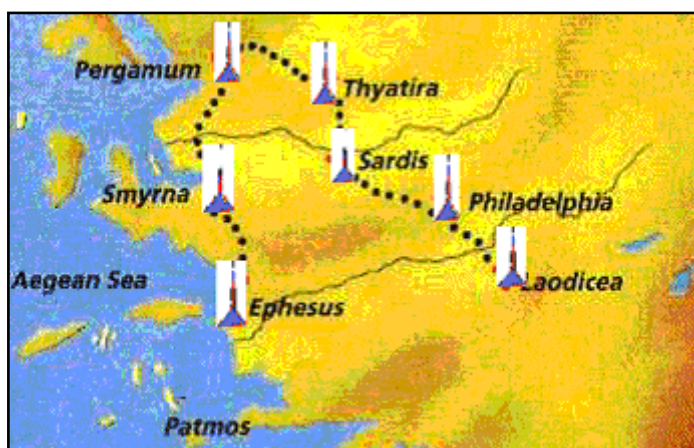 Pergamum
Thyatira
Sardis
Smyrna
Philadelphia
Aegean Sea
Laodicea
Ephesus
Patmos